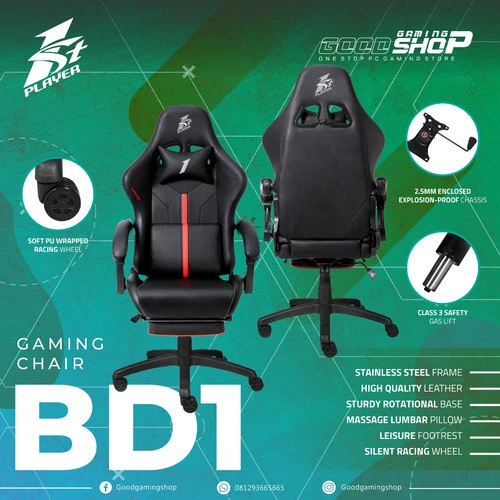 1st
PLAYER
GAMING
GOOD SHOP
ONE STOP PC GAMING STORE
2.5MM ENCLOSED
EXPLOSION-PROOF CHASSIS
SOFT PU WRAPPED
RACING WHEEL
CLASS 3 SAFETY
GAS LIFT
GAMING
CHAIR
BD1
STAINLESS STEEL FRAME
HIGH QUALITY LEATHER
STURDY ROTATIONAL BASE
MASSAGE LUMBAR PILLOW
LEISURE FOOTREST
SILENT RACING WHEEL
Goodgamingshop
081293665665
Goodgamingshop